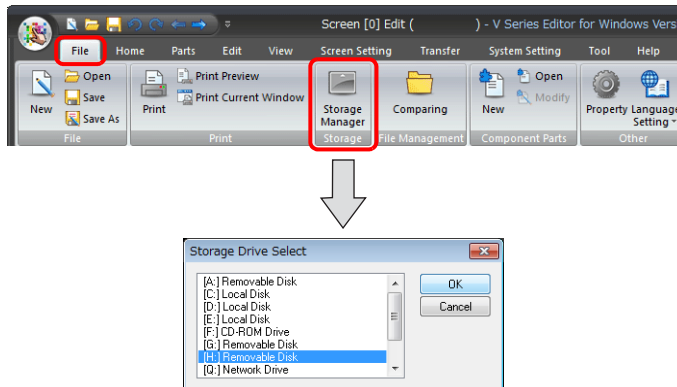 Screen [0] Edit (        ) - V Series Editor for Windows Vers
File Home Parts Edit View Screen Setting Transfer System Setting Tool Help
New
Open
Save
Save As
File
Print
Print Preview
Print Current Window
Print
Storage
Manager
Storage
Comparing
File Management
New
Open
Modify
Component Parts
Property
Language
Setting
Other
Storage Drive Select
[A:] Removable Disk
[C:] Local Disk
[D:] Local Disk
[E:] Local Disk
[F:] CD-ROM Drive
[G:] Removable Disk
[H:] Removable Disk
[Q:] Network Drive
OK
Cancel